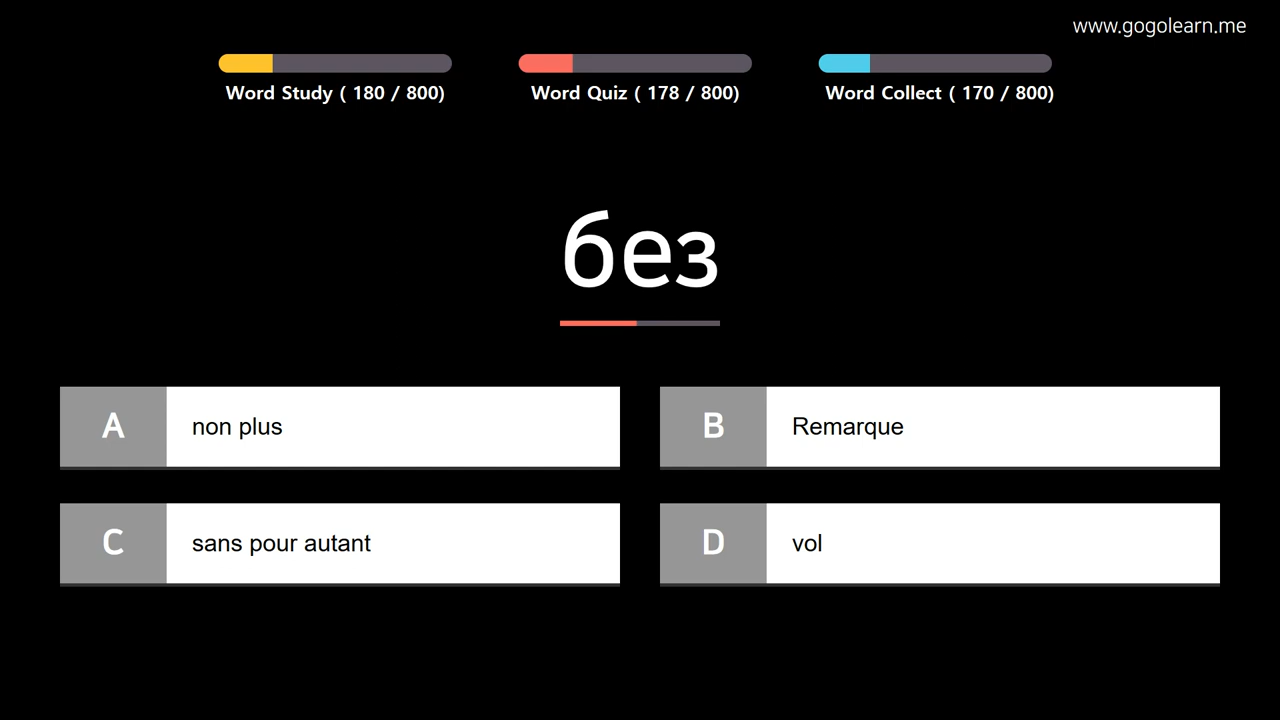 www.gogolearn.me
Word Study ( 180 / 800)
Word Quiz ( 178 / 800)
Word Collect ( 170 / 800)
без
A non plus
B Remarque
C sans pour autant
D vol